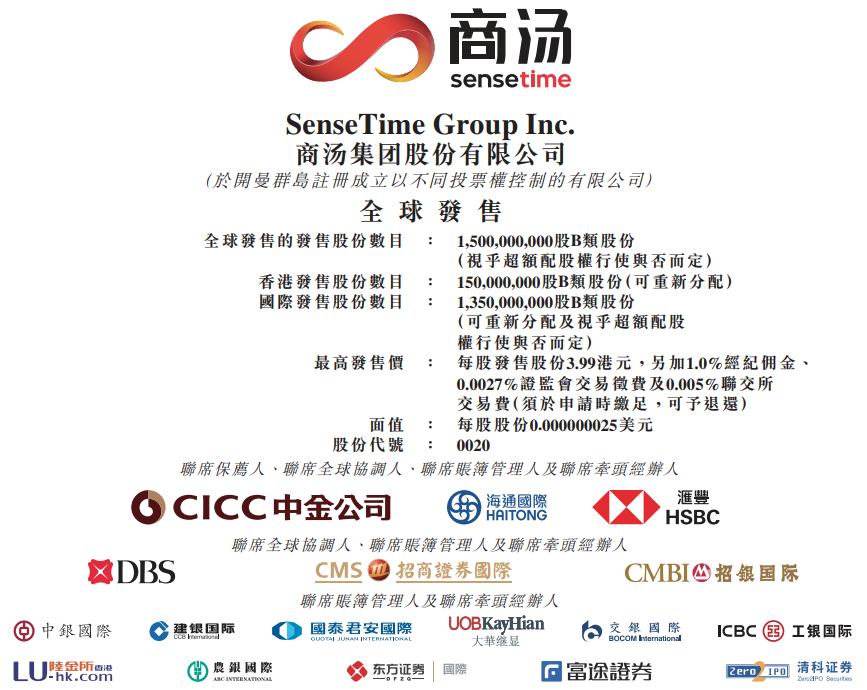 商汤
sensetime
SenseTime Group Inc.
商汤集团股份有限公司
(於開曼群島註冊成立以不同投票權控制的有限公司)
全球發售
全球發售的發售股份數目 : 1,500,000,000股B類股份
(視乎超額配股權行使與否而定)
香港發售股份數目 : 150,000,000股B類股份(可重新分配)
國際發售股份數目 : 1,350,000,000股B類股份
(可重新分配及視乎超額配股
權行使與否而定)
最高發售價 : 每股發售股份3.99港元，另加1.0%經紀佣金、
0.0027%證監會交易徵費及0.005%聯交所
交易費(須於申請時繳足，可予退還)
面值 : 每股股份0.000000025美元
股份代號 : 0020
聯席保薦人、聯席全球協調人、聯席賬簿管理人及聯席牽頭經辦人
CICC 中金公司 海通國際 HAITONG 滙豐 HSBC
聯席全球協調人、聯席賬簿管理人及聯席牽頭經辦人
DBS CMS 招商證券國際 CMBI 招銀国际
聯席賬簿管理人及聯席牽頭經辦人
中銀國際 建银国际 CCB International 國泰君安國際 GUOTAI JUNAN INTERNATIONAL UOBKayHian 大华继显 交銀國際 BOCOM International ICBC 工银国际
LU-hk.com 陸金所香港 農銀國際 ABC INTERNATIONAL 东方证券 DFZQ 國際 富途證券 Zero2IPO 清科证券 Zero2IPO Securities